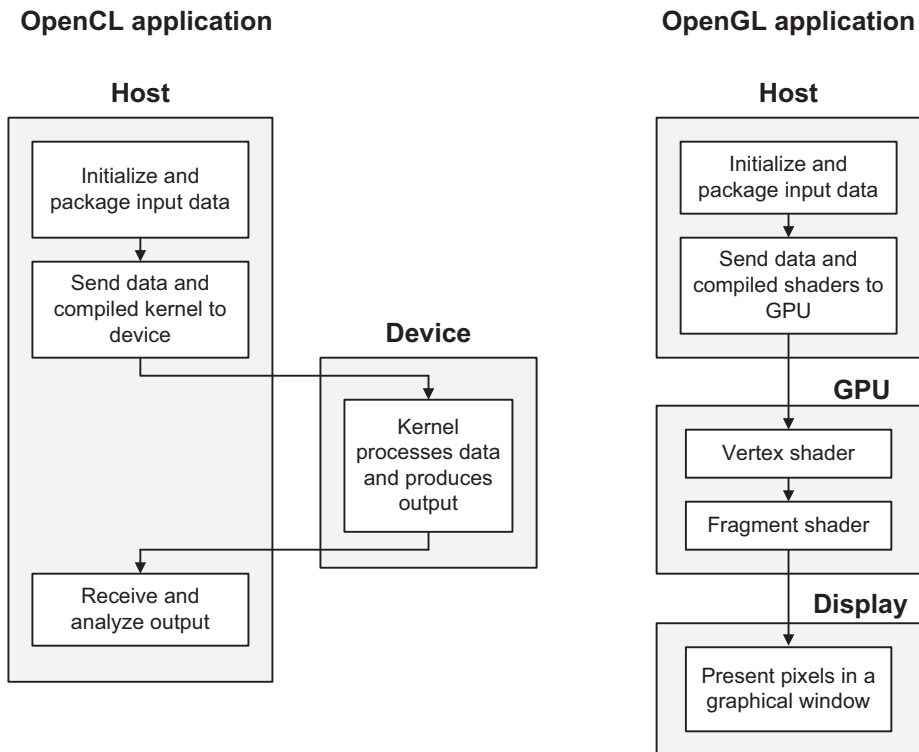 OpenCL application
Host
Initialize and
package input data
Send data and
compiled kernel to
device
Device
Kernel
processes data
and produces
output
Receive and
analyze output
OpenGL application
Host
Initialize and
package input data
Send data and
compiled shaders to
GPU
GPU
Vertex shader
Fragment shader
Display
Present pixels in a
graphical window